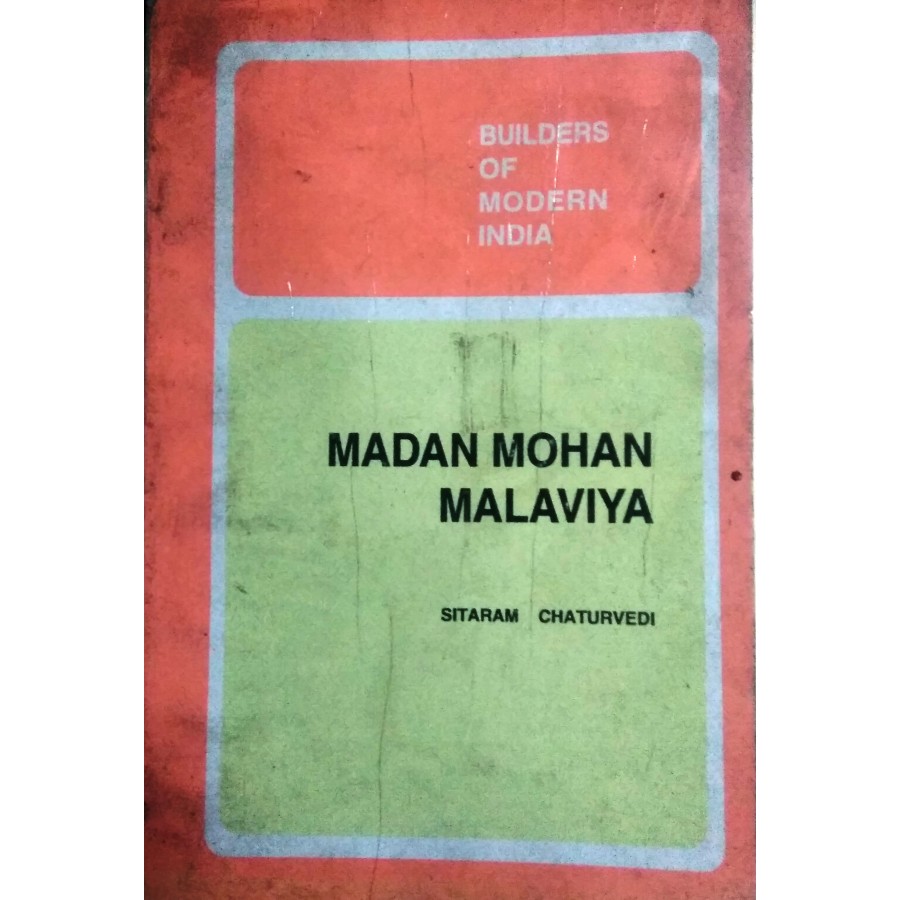 BUILDERS
OF
MODERN
INDIA
MADAN MOHAN
MALAVIYA
SITARAM CHATURVEDI